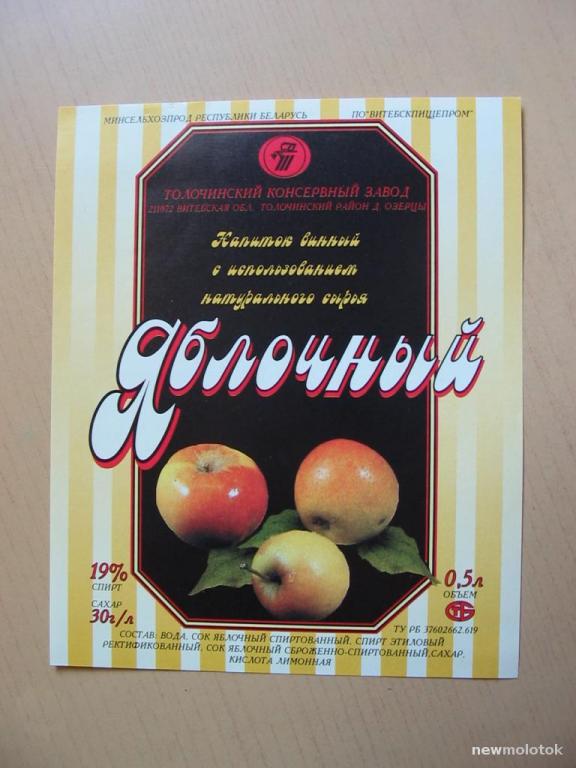 МИНСЕЛЬХОЗПРОД РЕСПУБЛИКИ БЕЛАРУСЬ ПО"ВИТЕБСКПИЩЕПРОМ"
ТОЛОЧИНСКИЙ КОНСЕРВНЫЙ ЗАВОД
211072 ВИТЕБСКАЯ ОБЛ. ТОЛОЧИНСКИЙ РАЙОН Д. ОЗЕРЦЫ
Напиток винный
с использованием
натурального сырья
Яблочный
19%
СПИРТ
САХАР
30г/л
0,5л
ОБЪЕМ
ТУ РБ 37602662.619
СОСТАВ: ВОДА, СОК ЯБЛОЧНЫЙ СПИРТОВАННЫЙ, СПИРТ ЭТИЛОВЫЙ
РЕКТИФИКОВАННЫЙ, СОК ЯБЛОЧНЫЙ СБРОЖЕННО-СПИРТОВАННЫЙ,САХАР,
КИСЛОТА ЛИМОННАЯ
newmolotok